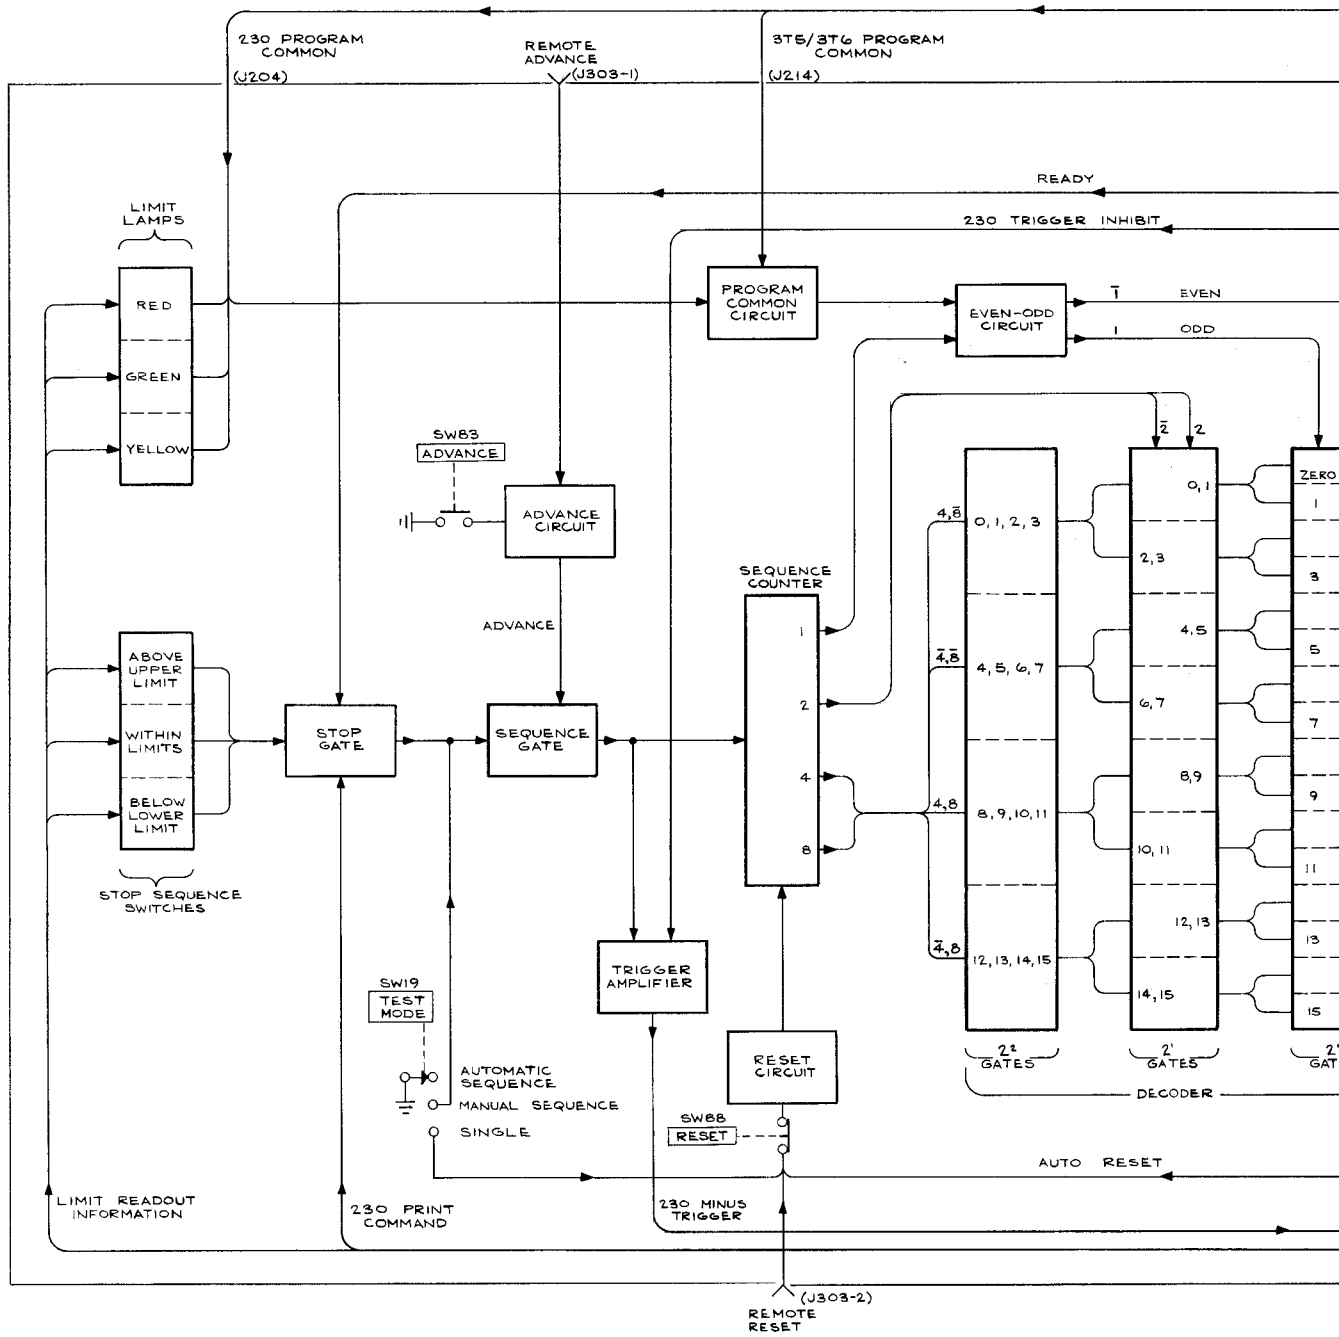 230 PROGRAM
COMMON
(J204)
REMOTE
ADVANCE
(J303-1)
3T5/3T6 PROGRAM
COMMON
(J214)
READY
230 TRIGGER INHIBIT
LIMIT
LAMPS
RED
GREEN
YELLOW
PROGRAM
COMMON
CIRCUIT
EVEN-ODD
CIRCUIT
1̅ EVEN
1 ODD
2̅ 2
SW83
ADVANCE
ADVANCE
CIRCUIT
ADVANCE
SEQUENCE
COUNTER
1
2
4
8
4,8̅
4̅,8̅
4,8
4̅,8
0, 1, 2, 3
4, 5, 6, 7
8, 9, 10, 11
12, 13, 14, 15
0, 1
2, 3
4, 5
6, 7
8, 9
10, 11
12, 13
14, 15
ZERO
1
3
5
7
9
11
13
15
ABOVE
UPPER
LIMIT
WITHIN
LIMITS
BELOW
LOWER
LIMIT
STOP SEQUENCE
SWITCHES
STOP
GATE
SEQUENCE
GATE
TRIGGER
AMPLIFIER
SW19
TEST
MODE
AUTOMATIC
SEQUENCE
MANUAL SEQUENCE
SINGLE
RESET
CIRCUIT
SW88
RESET
2²
GATES
2¹
GATES
2
GAT
DECODER
AUTO RESET
LIMIT READOUT
INFORMATION
230 PRINT
COMMAND
230 MINUS
TRIGGER
(J303-2)
REMOTE
RESET